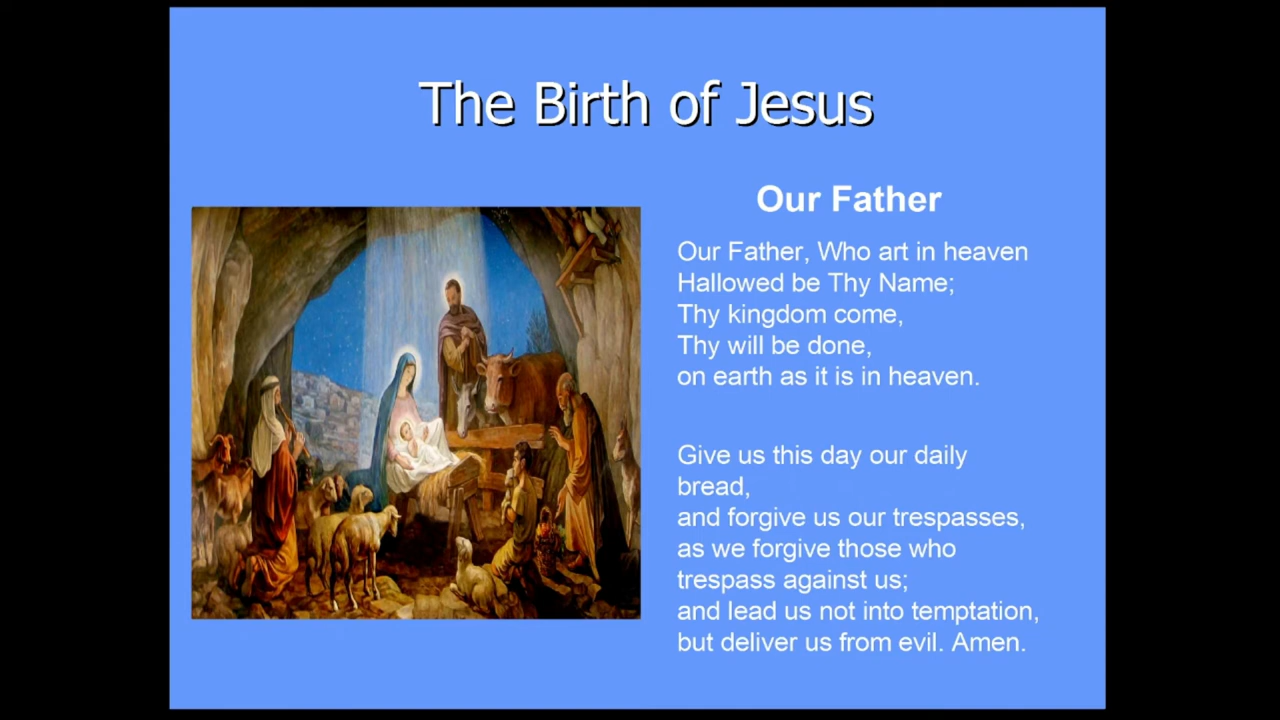 The Birth of Jesus
Our Father
Our Father, Who art in heaven
Hallowed be Thy Name;
Thy kingdom come,
Thy will be done,
on earth as it is in heaven.
Give us this day our daily
bread,
and forgive us our trespasses,
as we forgive those who
trespass against us;
and lead us not into temptation,
but deliver us from evil. Amen.